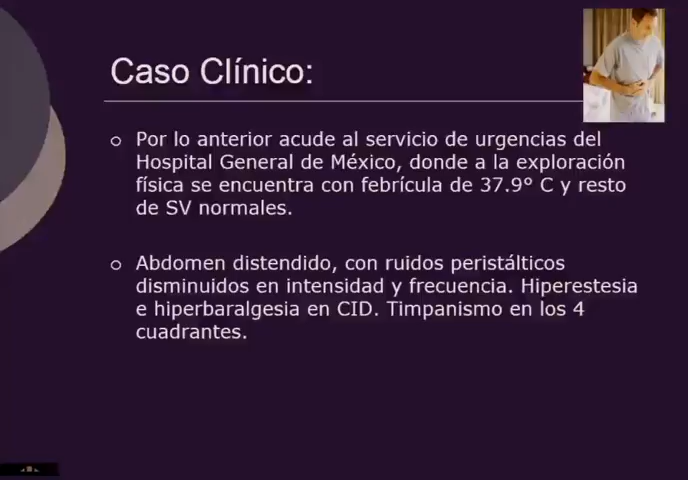 Caso Clínico:
Por lo anterior acude al servicio de urgencias del
Hospital General de México, donde a la exploración
física se encuentra con febrícula de 37.9° C y resto
de SV normales.
Abdomen distendido, con ruidos peristálticos
disminuidos en intensidad y frecuencia. Hiperestesia
e hiperbaralgesia en CID. Timpanismo en los 4
cuadrantes.